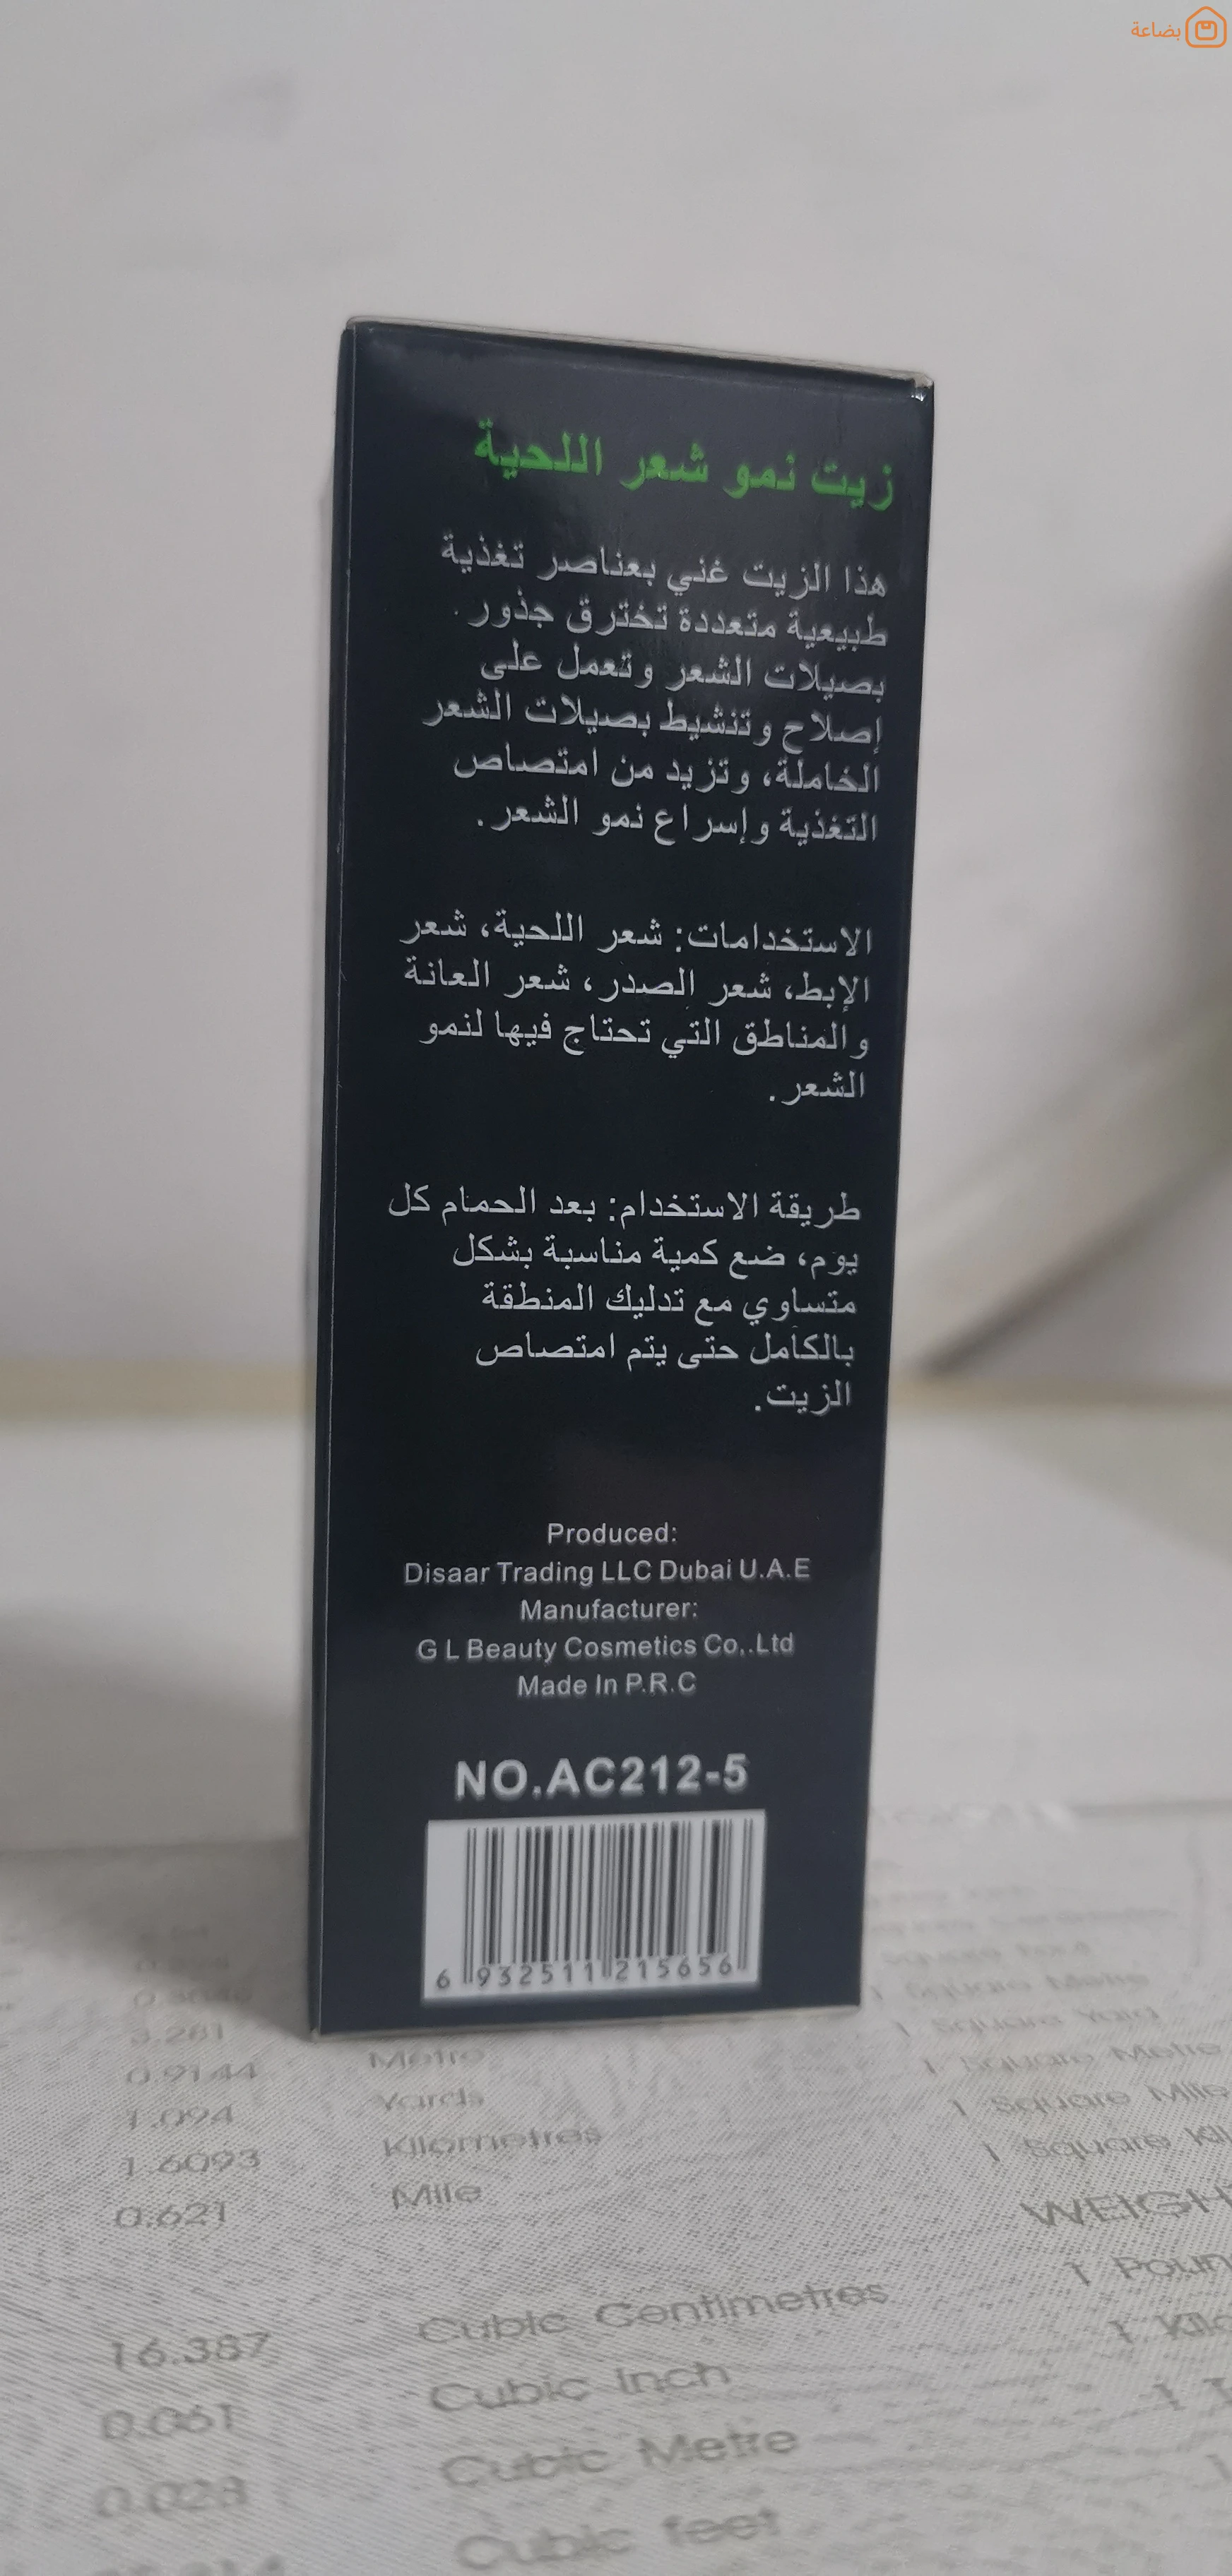 بضاعة
زيت نمو شعر اللحية
هذا الزيت غني بعناصر تغذية
طبيعية متعددة تخترق جذور
بصيلات الشعر وتعمل على
إصلاح وتنشيط بصيلات الشعر
الخاملة، وتزيد من امتصاص
التغذية وإسراع نمو الشعر.
الاستخدامات: شعر اللحية، شعر
الإبط، شعر الصدر، شعر العانة
والمناطق التي تحتاج فيها لنمو
الشعر.
طريقة الاستخدام: بعد الحمام كل
يوم، ضع كمية مناسبة بشكل
متساوي مع تدليك المنطقة
بالكامل حتى يتم امتصاص
الزيت.
Produced:
Disaar Trading LLC Dubai U.A.E
Manufacturer:
G L Beauty Cosmetics Co,.Ltd
Made In P.R.C
NO.AC212-5
6 932511 215656
3.281 Metre
0.9144 Yards
1.094 Kilometres
1.6093 Mile
0.621
1 Square Yard
1 Square Metre
1 Square Mile
1 Square
WEIGH
1 Poun
16.387 Cubic Centimetres
0.061 Cubic Inch
0.028 Cubic Metre
Cubic feet